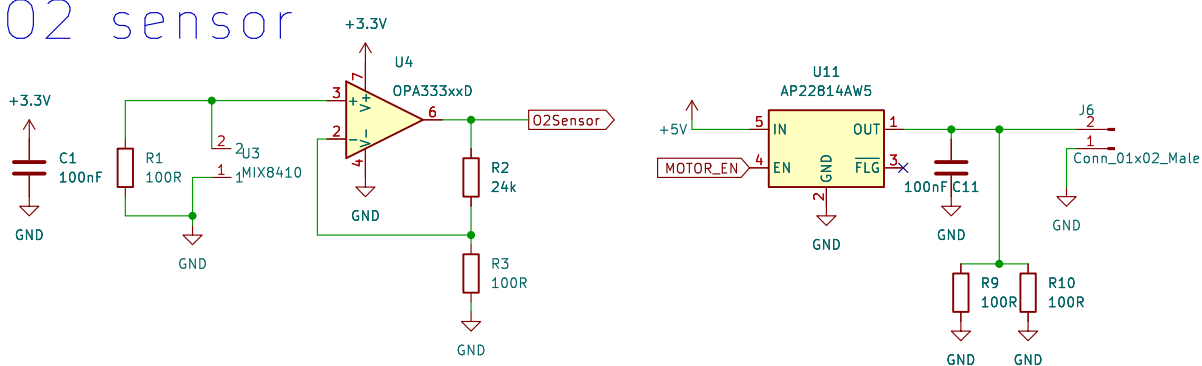 O2 sensor
+3.3V
C1
100nF
GND
R1
100R
2
2
U3
1
1
MIX8410
GND
+3.3V
U4
OPA333xxD
7
V+
3
+
2
-
V-
4
6
GND
O2Sensor
R2
24k
R3
100R
GND
U11
AP22814AW5
+5V
5
IN
OUT
1
MOTOR_EN
4
EN
GND
FLG
3
2
GND
100nF
C11
GND
J6
2
1
Conn_01x02_Male
GND
R9
100R
R10
100R
GND
GND